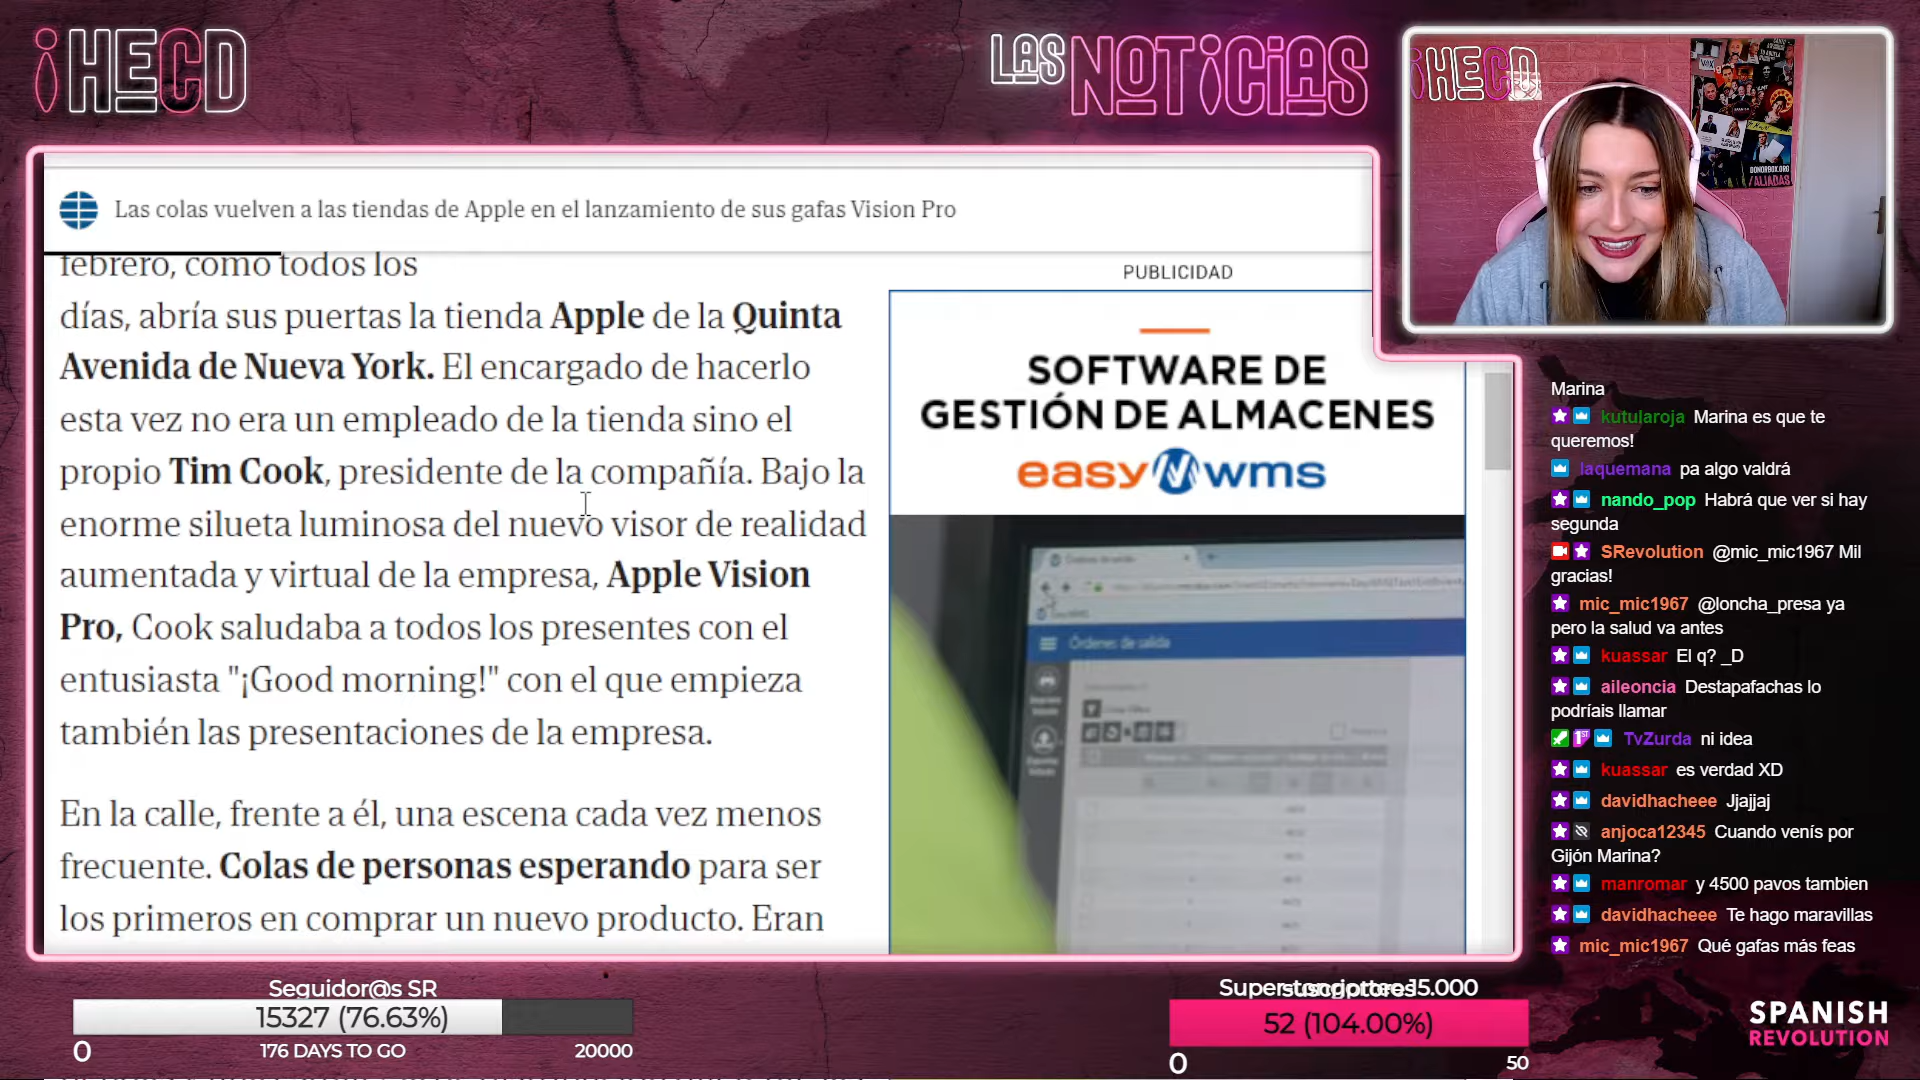 ¡HECD
LAS NOTICIAS
¡HECD
VOX
DONORBOX.ORG
/ALIADAS
Las colas vuelven a las tiendas de Apple en el lanzamiento de sus gafas Vision Pro
febrero, como todos los
días, abría sus puertas la tienda Apple de la Quinta
Avenida de Nueva York. El encargado de hacerlo
esta vez no era un empleado de la tienda sino el
propio Tim Cook, presidente de la compañía. Bajo la
enorme silueta luminosa del nuevo visor de realidad
aumentada y virtual de la empresa, Apple Vision
Pro, Cook saludaba a todos los presentes con el
entusiasta "¡Good morning!" con el que empieza
también las presentaciones de la empresa.
En la calle, frente a él, una escena cada vez menos
frecuente. Colas de personas esperando para ser
los primeros en comprar un nuevo producto. Eran
PUBLICIDAD
SOFTWARE DE
GESTIÓN DE ALMACENES
easy wms
Órdenes de salida
Marina
kutularoja Marina es que te
queremos!
laquemana pa algo valdrá
nando_pop Habrá que ver si hay
segunda
SRevolution @mic_mic1967 Mil
gracias!
mic_mic1967 @loncha_presa ya
pero la salud va antes
kuassar El q? _D
aileoncia Destapafachas lo
podríais llamar
TvZurda ni idea
kuassar es verdad XD
davidhacheee Jjajjaj
anjoca12345 Cuando venís por
Gijón Marina?
manromar y 4500 pavos tambien
davidhacheee Te hago maravillas
mic_mic1967 Qué gafas más feas
Seguidor@s SR
15327 (76.63%)
0
176 DAYS TO GO
20000
15.000
52 (104.00%)
0
50
SPANISH
REVOLUTION